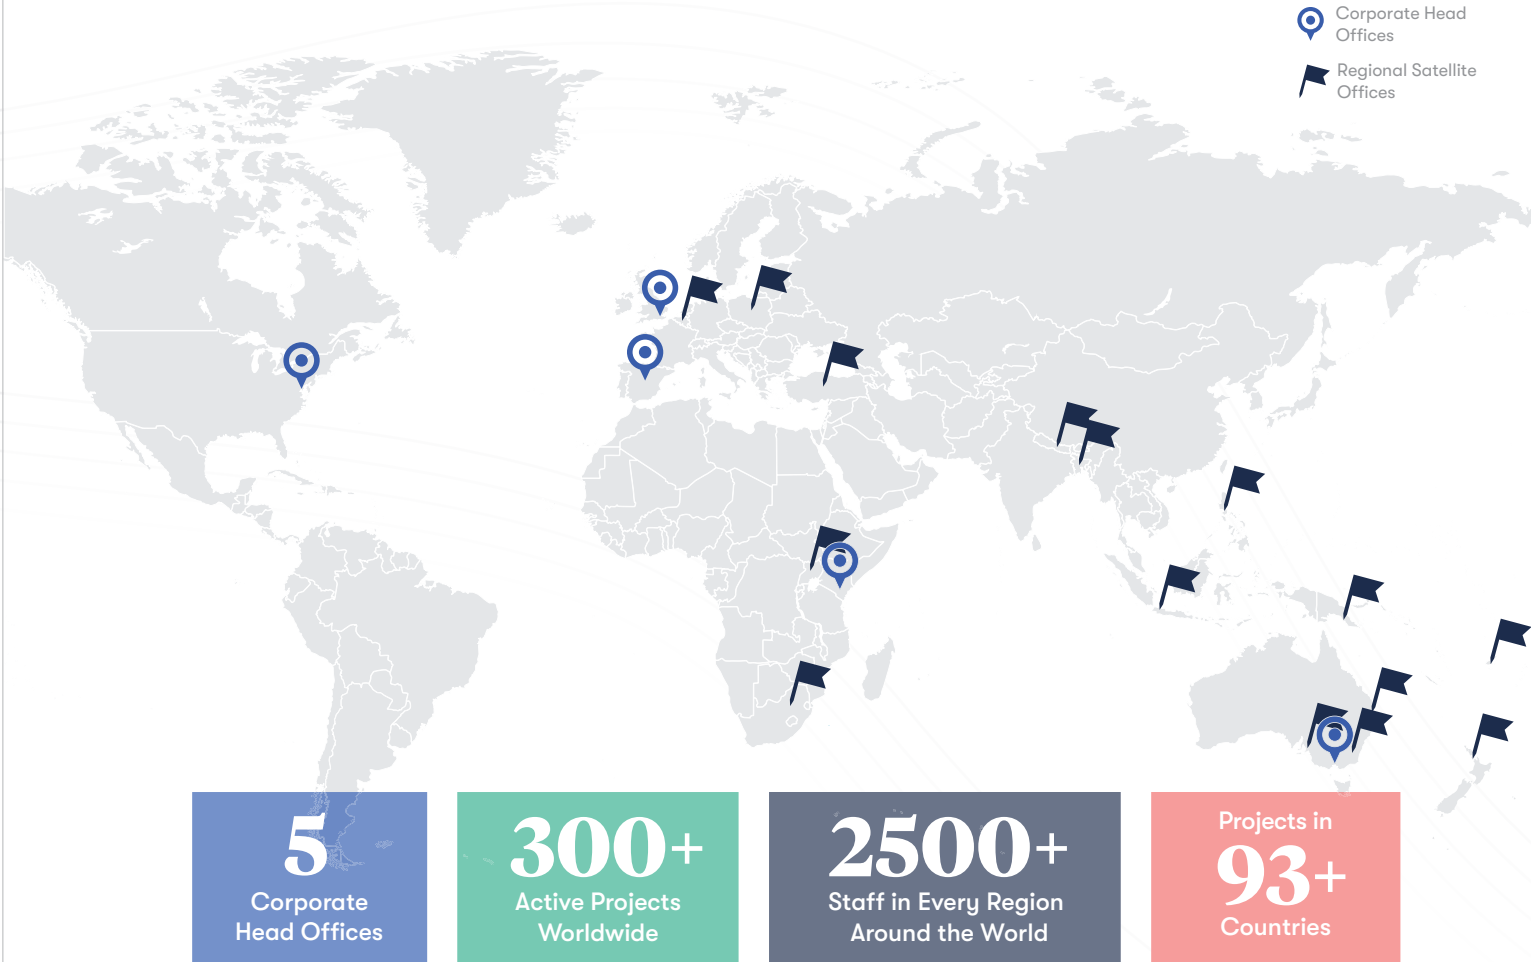 Corporate Head
Offices
Regional Satellite
Offices
5
Corporate
Head Offices
300+
Active Projects
Worldwide
2500+
Staff in Every Region
Around the World
Projects in
93+
Countries